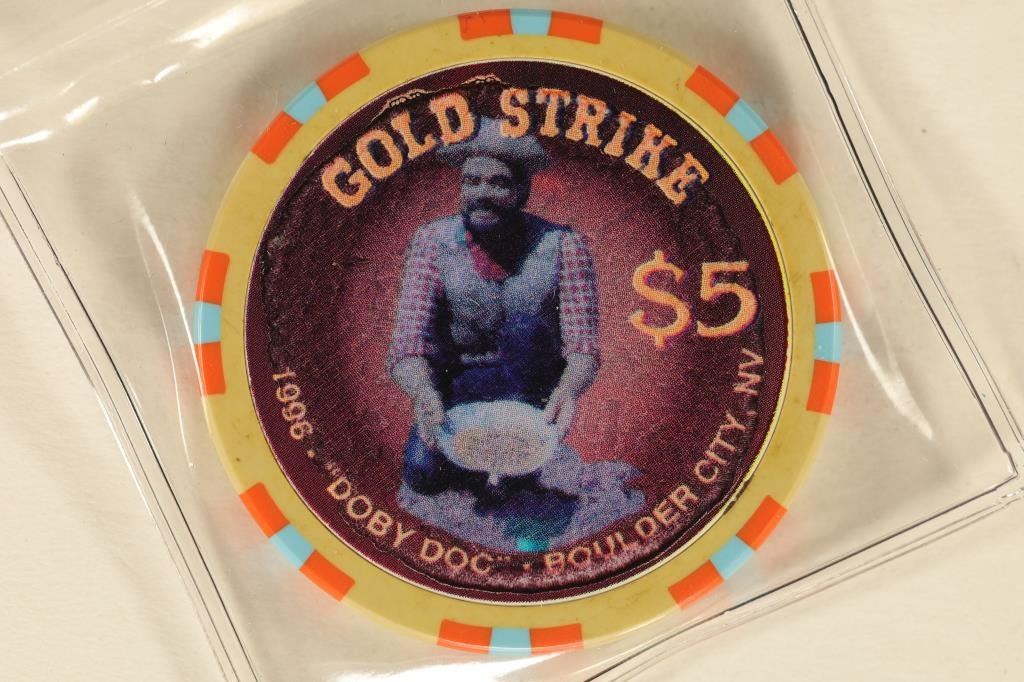 GOLD STRIKE
$5
1996 · "DOBY DOC" · BOULDER CITY, NV